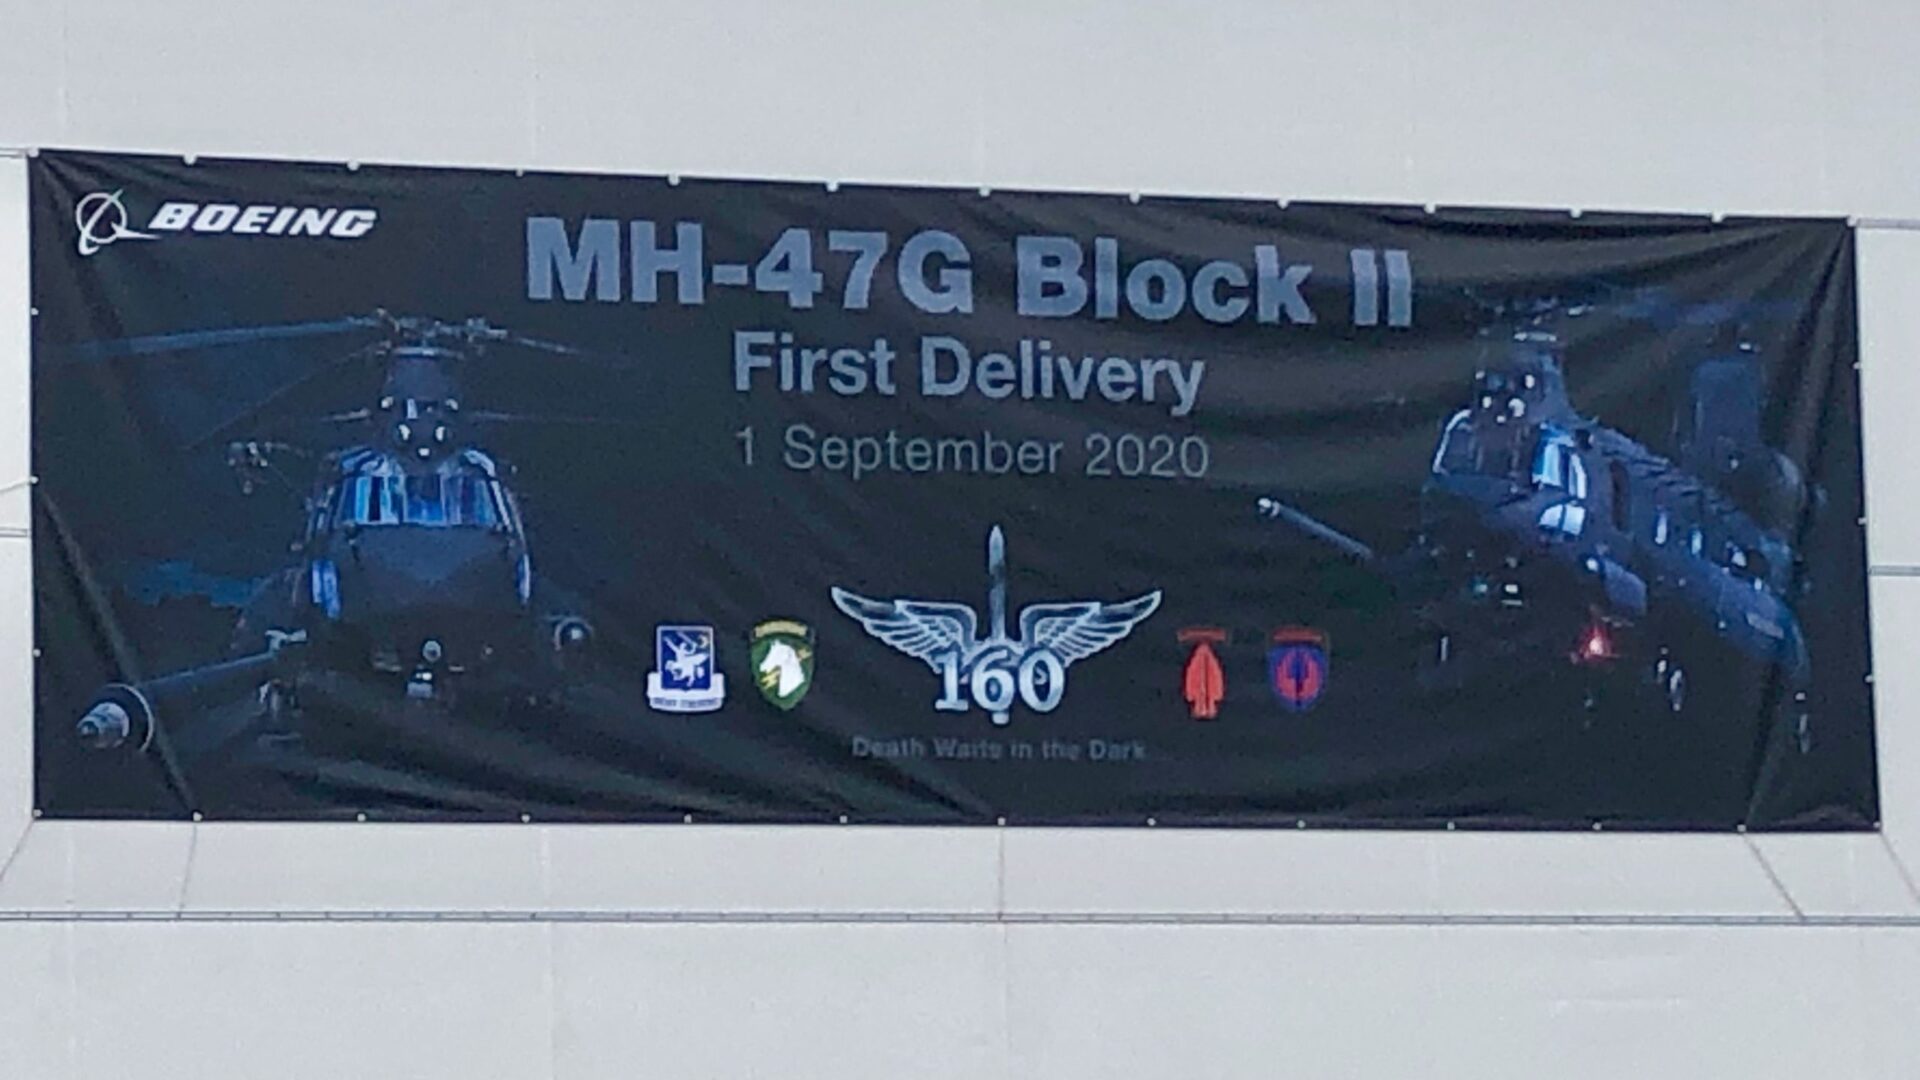 BOEING
MH-47G Block II
First Delivery
1 September 2020
160
Death Waits in the Dark